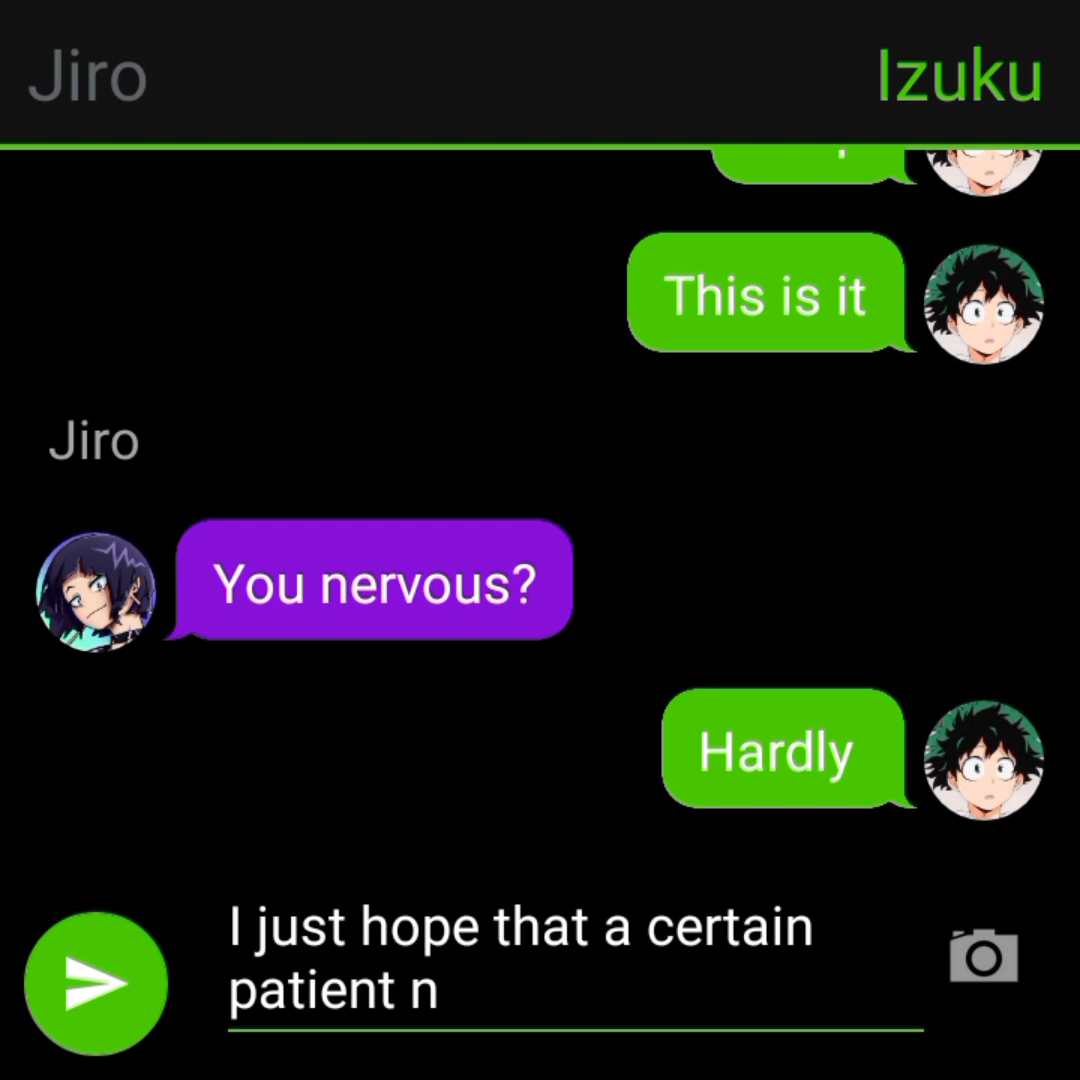 Jiro
Izuku
This is it
Jiro
You nervous?
Hardly
I just hope that a certain
patient n